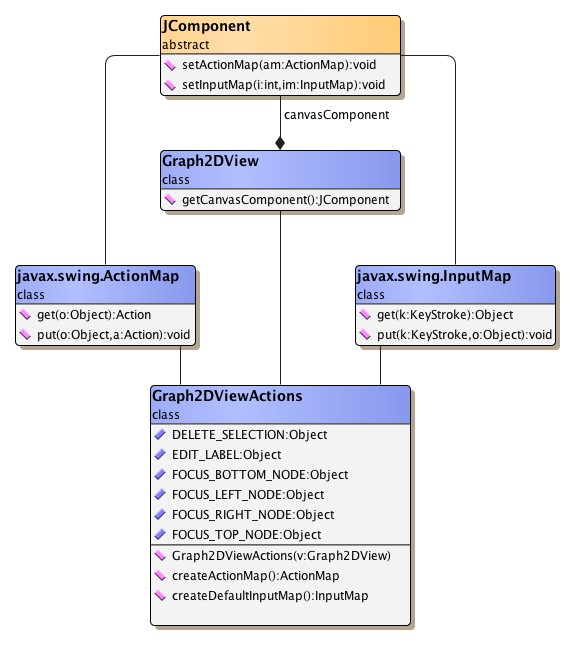 JComponent
abstract
setActionMap(am:ActionMap):void
setInputMap(i:int,im:InputMap):void
canvasComponent
Graph2DView
class
getCanvasComponent():JComponent
javax.swing.ActionMap
class
get(o:Object):Action
put(o:Object,a:Action):void
javax.swing.InputMap
class
get(k:KeyStroke):Object
put(k:KeyStroke,o:Object):void
Graph2DViewActions
class
DELETE_SELECTION:Object
EDIT_LABEL:Object
FOCUS_BOTTOM_NODE:Object
FOCUS_LEFT_NODE:Object
FOCUS_RIGHT_NODE:Object
FOCUS_TOP_NODE:Object
Graph2DViewActions(v:Graph2DView)
createActionMap():ActionMap
createDefaultInputMap():InputMap